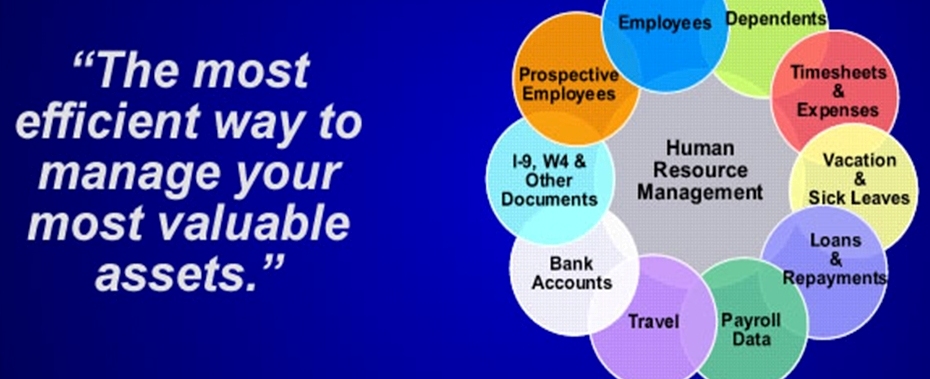 “The most
efficient way to
manage your
most valuable
assets.”
Employees
Dependents
Prospective
Employees
Timesheets
&
Expenses
Human
Resource
Management
I-9, W4 &
Other
Documents
Vacation
&
Sick Leaves
Bank
Accounts
Loans
&
Repayments
Travel
Payroll
Data